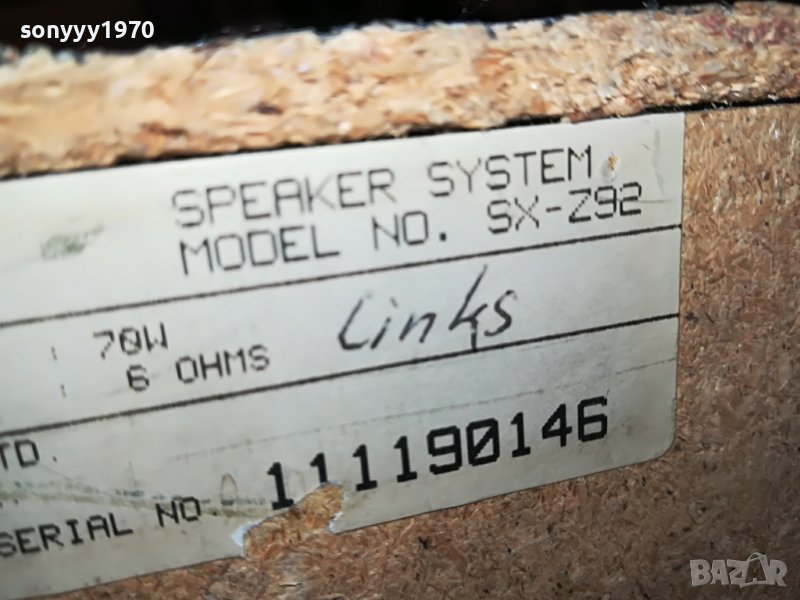 sonyyy1970
SPEAKER SYSTEM
MODEL NO. SX-Z92
: 70W
: 6 OHMS
Links
TD.
SERIAL NO 111190146
BAZAR